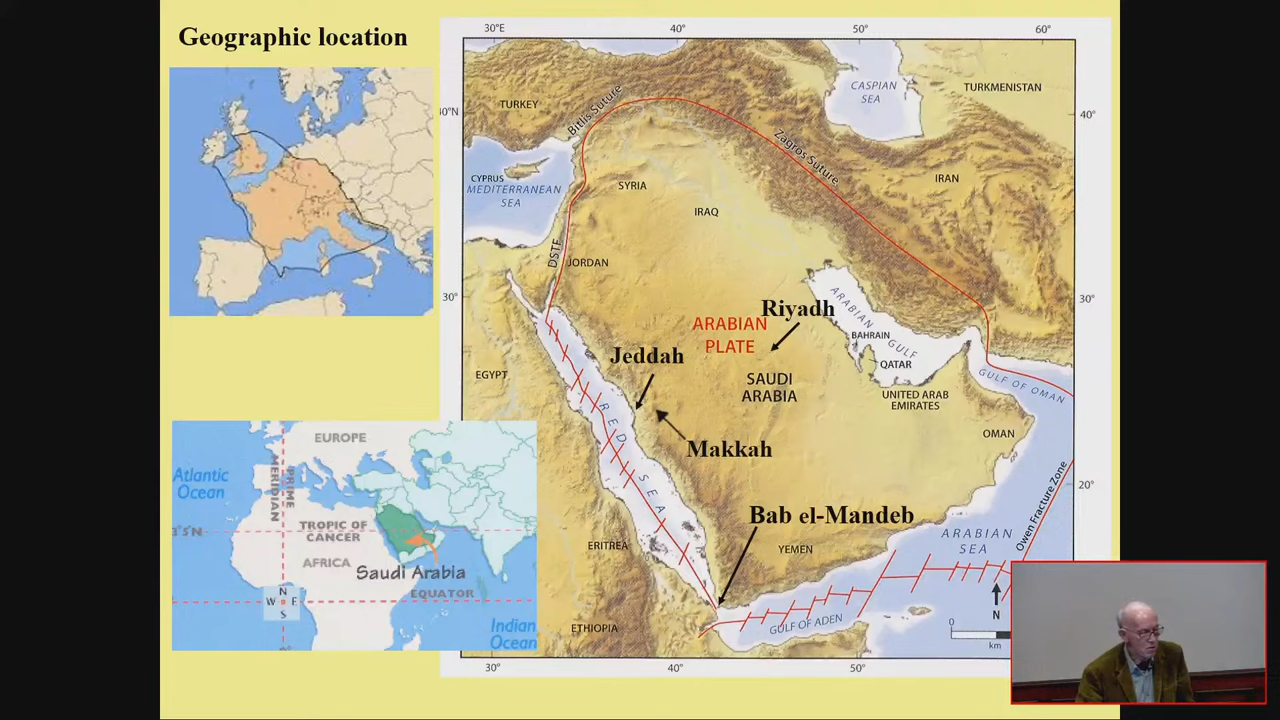 Geographic location
30°E
40°
50°
60°
CASPIAN
SEA
TURKMENISTAN
TURKEY
Bitlis Suture
40°N
40°
Zagros Suture
CYPRUS
MEDITERRANEAN
SEA
SYRIA
IRAN
IRAQ
DSTF
JORDAN
30°
30°
Riyadh
ARABIAN GULF
ARABIAN
PLATE
BAHRAIN
Jeddah
QATAR
EGYPT
SAUDI
ARABIA
GULF OF OMAN
UNITED ARAB
EMIRATES
RED SEA
OMAN
Makkah
20°
Bab el-Mandeb
Owen Fracture Zone
ARABIAN
SEA
ERITREA
YEMEN
N
ETHIOPIA
GULF OF ADEN
0
km
30°
40°
50°
EUROPE
Atlantic
Ocean
PRIME
MERIDIAN
TROPIC OF
CANCER
AFRICA
Saudi Arabia
EQUATOR
N
W
E
S
Indian
Ocean